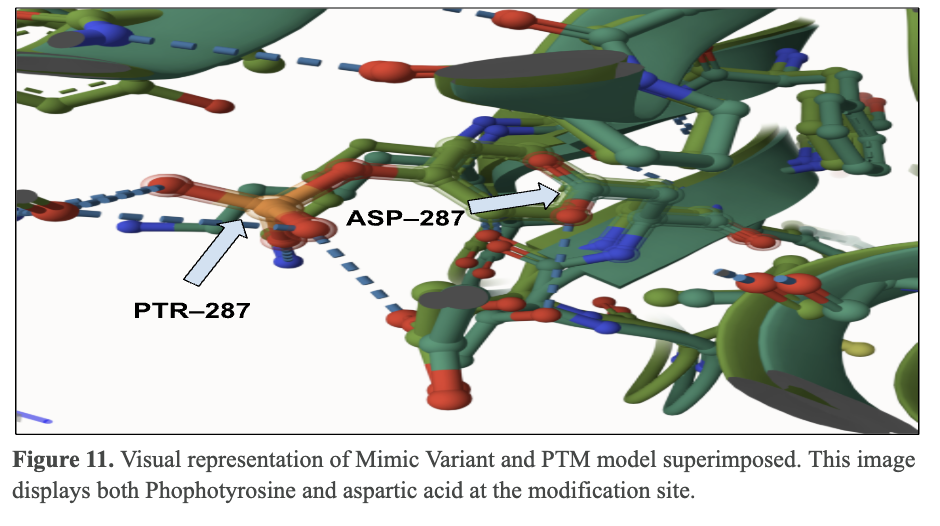 ASP–287
PTR–287
Figure 11. Visual representation of Mimic Variant and PTM model superimposed. This image
displays both Phophotyrosine and aspartic acid at the modification site.